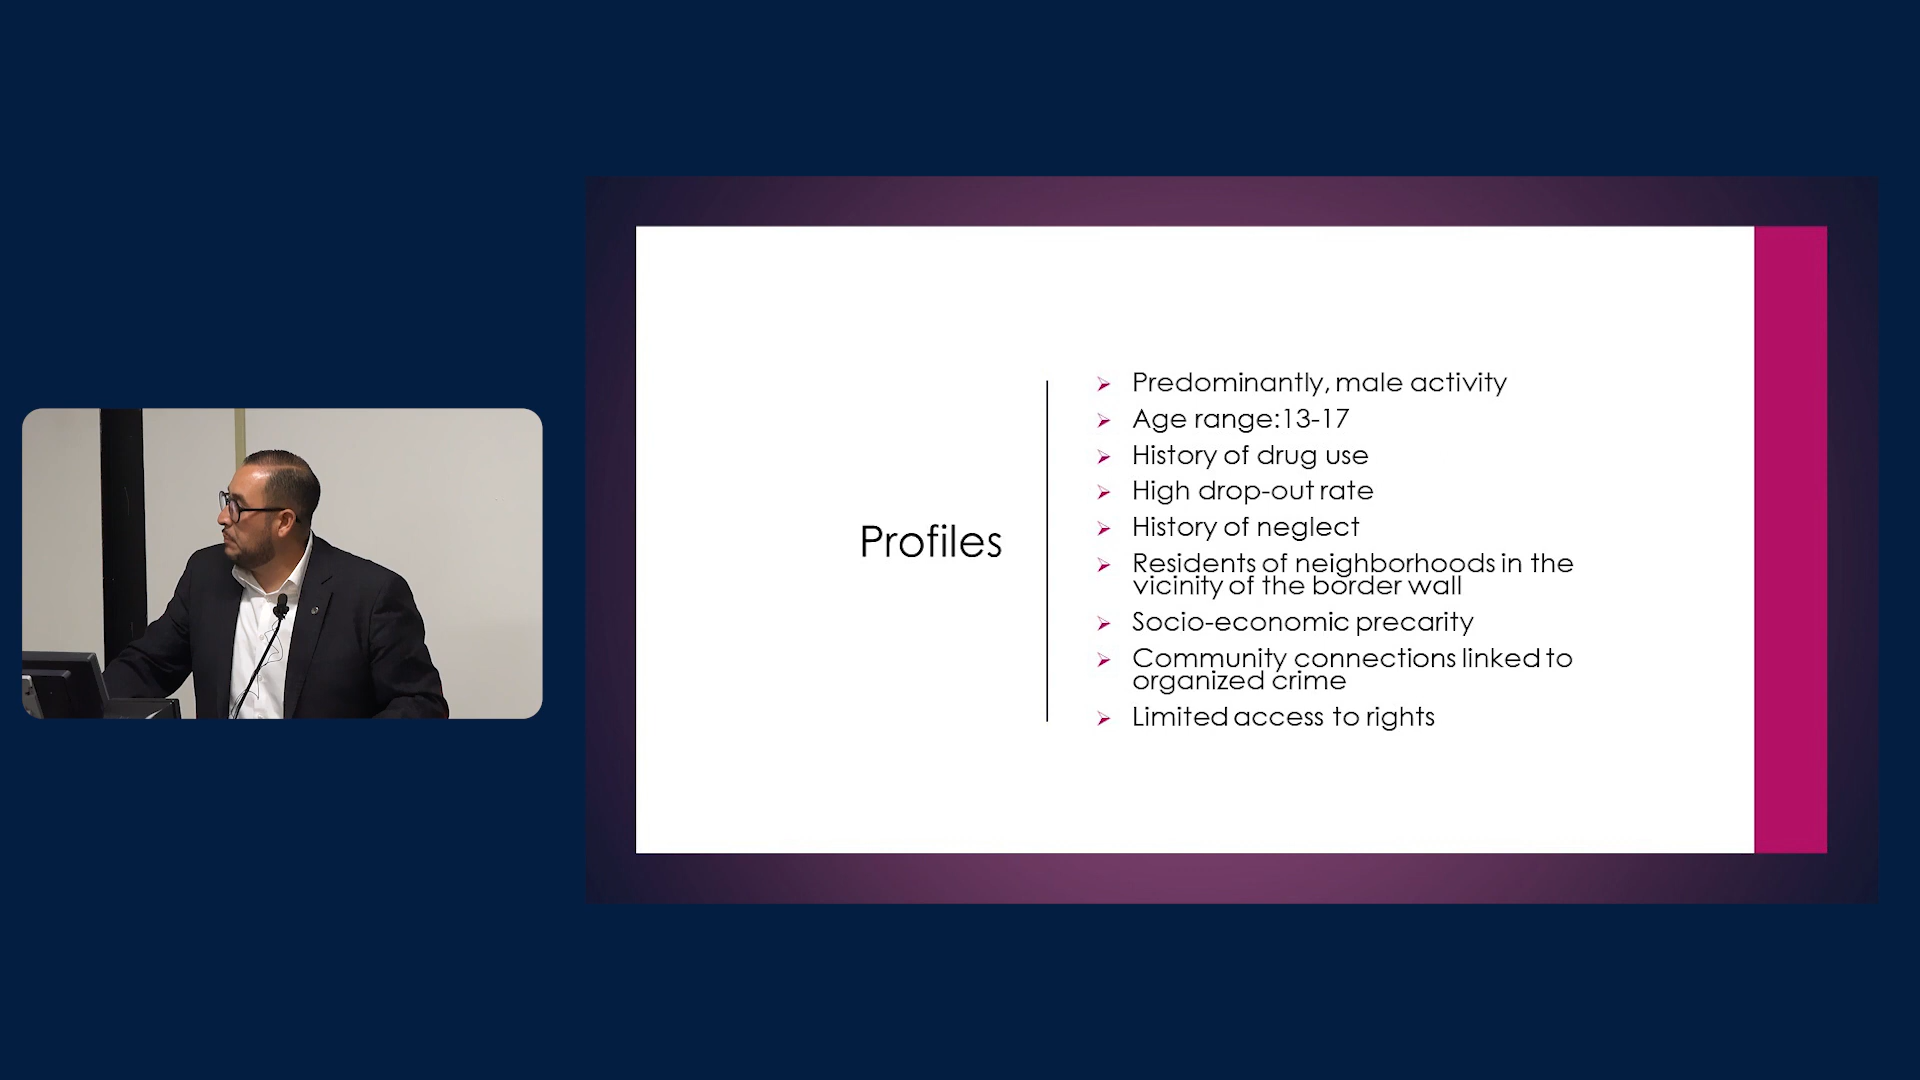 Profiles
Predominantly, male activity
Age range:13-17
History of drug use
High drop-out rate
History of neglect
Residents of neighborhoods in the
vicinity of the border wall
Socio-economic precarity
Community connections linked to
organized crime
Limited access to rights